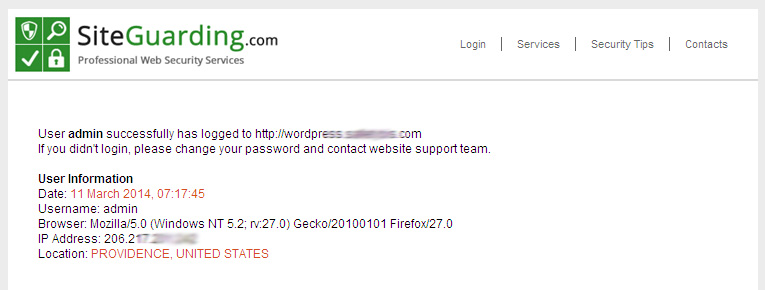 SiteGuarding.com
Professional Web Security Services
Login | Services | Security Tips | Contacts
User admin successfully has logged to http://wordpress. .com
If you didn't login, please change your password and contact website support team.
User Information
Date: 11 March 2014, 07:17:45
Username: admin
Browser: Mozilla/5.0 (Windows NT 5.2; rv:27.0) Gecko/20100101 Firefox/27.0
IP Address: 206.2
Location: PROVIDENCE, UNITED STATES